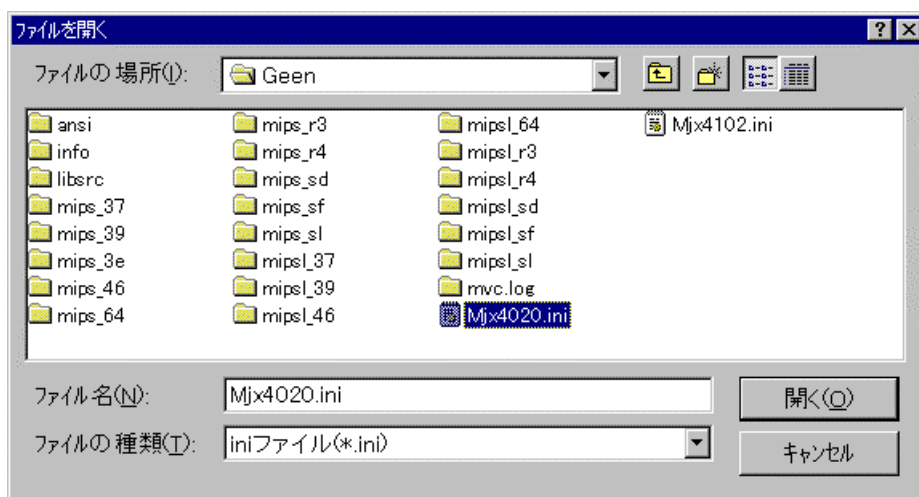 ファイルを開く
ファイルの場所(I): Geen
ansi mips_r3 mipsl_64 Mjx4102.ini
info mips_r4 mipsl_r3
libsrc mips_sd mipsl_r4
mips_37 mips_sf mipsl_sd
mips_39 mips_sl mipsl_sf
mips_3e mipsl_37 mipsl_sl
mips_46 mipsl_39 mvc.log
mips_64 mipsl_46 Mjx4020.ini
ファイル名(N): Mjx4020.ini 開く(O)
ファイルの種類(T): iniファイル(*.ini) キャンセル